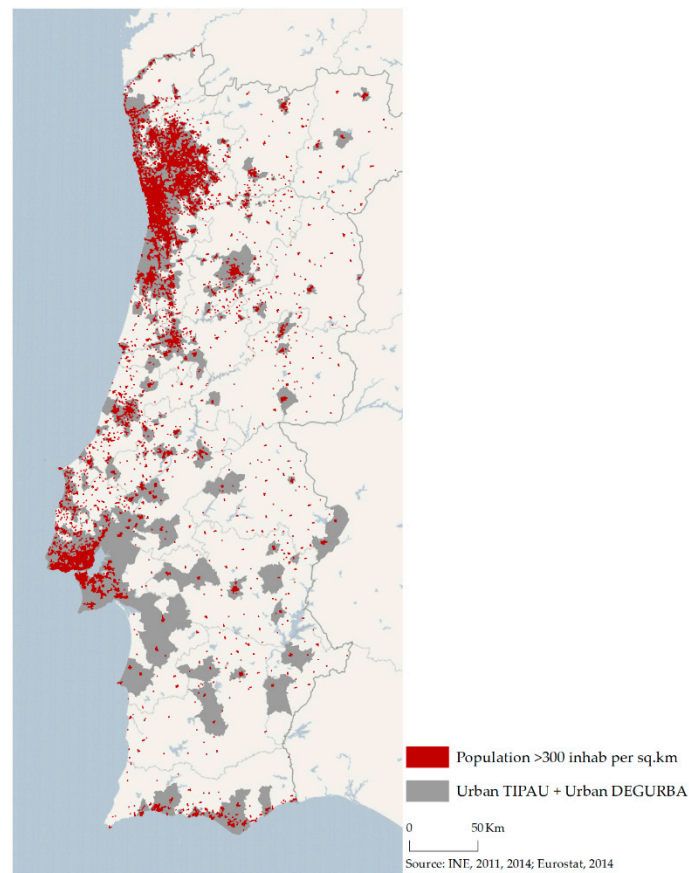 Population >300 inhab per sq.km
Urban TIPAU + Urban DEGURBA
0 50 Km
Source: INE, 2011, 2014; Eurostat, 2014